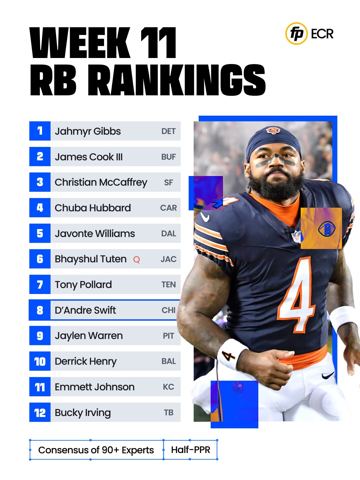 WEEK 11
RB RANKINGS
fp ECR
1 Jahmyr Gibbs DET
2 James Cook III BUF
3 Christian McCaffrey SF
4 Chuba Hubbard CAR
5 Javonte Williams DAL
6 Bhayshul Tuten Q JAC
7 Tony Pollard TEN
8 D'Andre Swift CHI
9 Jaylen Warren PIT
10 Derrick Henry BAL
11 Emmett Johnson KC
12 Bucky Irving TB
4
4
Consensus of 90+ Experts Half-PPR